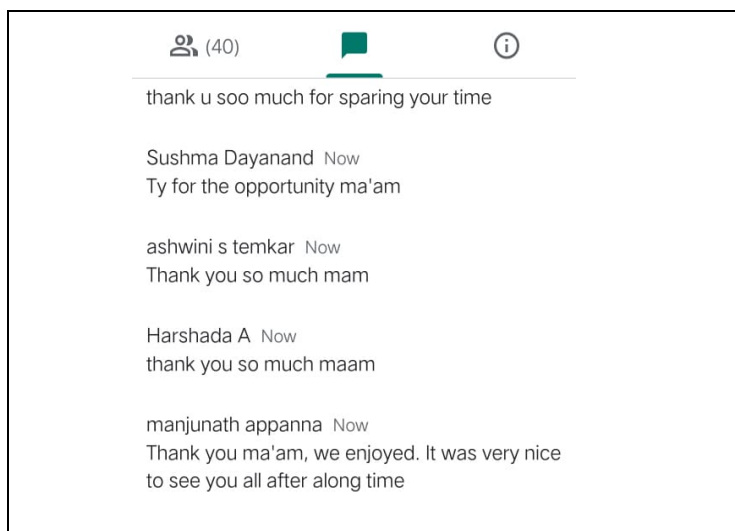 (40)
thank u soo much for sparing your time
Sushma Dayanand Now
Ty for the opportunity ma'am
ashwini s temkar Now
Thank you so much mam
Harshada A Now
thank you so much maam
manjunath appanna Now
Thank you ma'am, we enjoyed. It was very nice
to see you all after along time